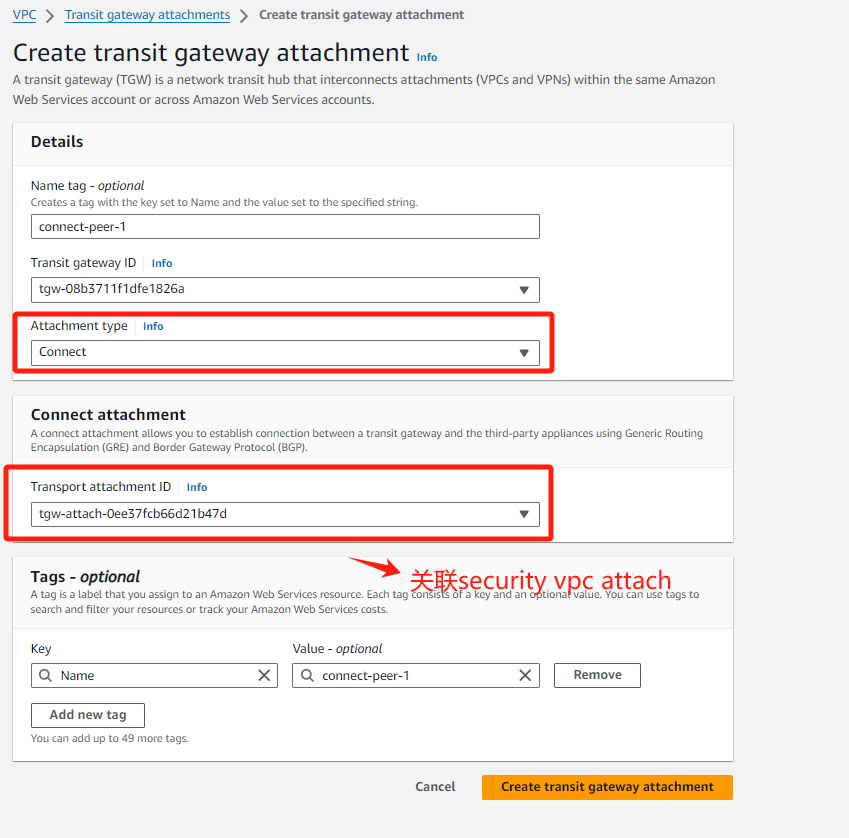 VPC > Transit gateway attachments > Create transit gateway attachment
Create transit gateway attachment Info
A transit gateway (TGW) is a network transit hub that interconnects attachments (VPCs and VPNs) within the same Amazon
Web Services account or across Amazon Web Services accounts.
Details
Name tag - optional
Creates a tag with the key set to Name and the value set to the specified string.
connect-peer-1
Transit gateway ID Info
tgw-08b3711f1dfe1826a
Attachment type Info
Connect
Connect attachment
A connect attachment allows you to establish connection between a transit gateway and the third-party appliances using Generic Routing
Encapsulation (GRE) and Border Gateway Protocol (BGP).
Transport attachment ID Info
tgw-attach-0ee37fcb66d21b47d
关联security vpc attach
Tags - optional
A tag is a label that you assign to an Amazon Web Services resource. Each tag consists of a key and an optional value. You can use tags to
search and filter your resources or track your Amazon Web Services costs.
Key Value - optional
Name connect-peer-1 Remove
Add new tag
You can add up to 49 more tags.
Cancel Create transit gateway attachment